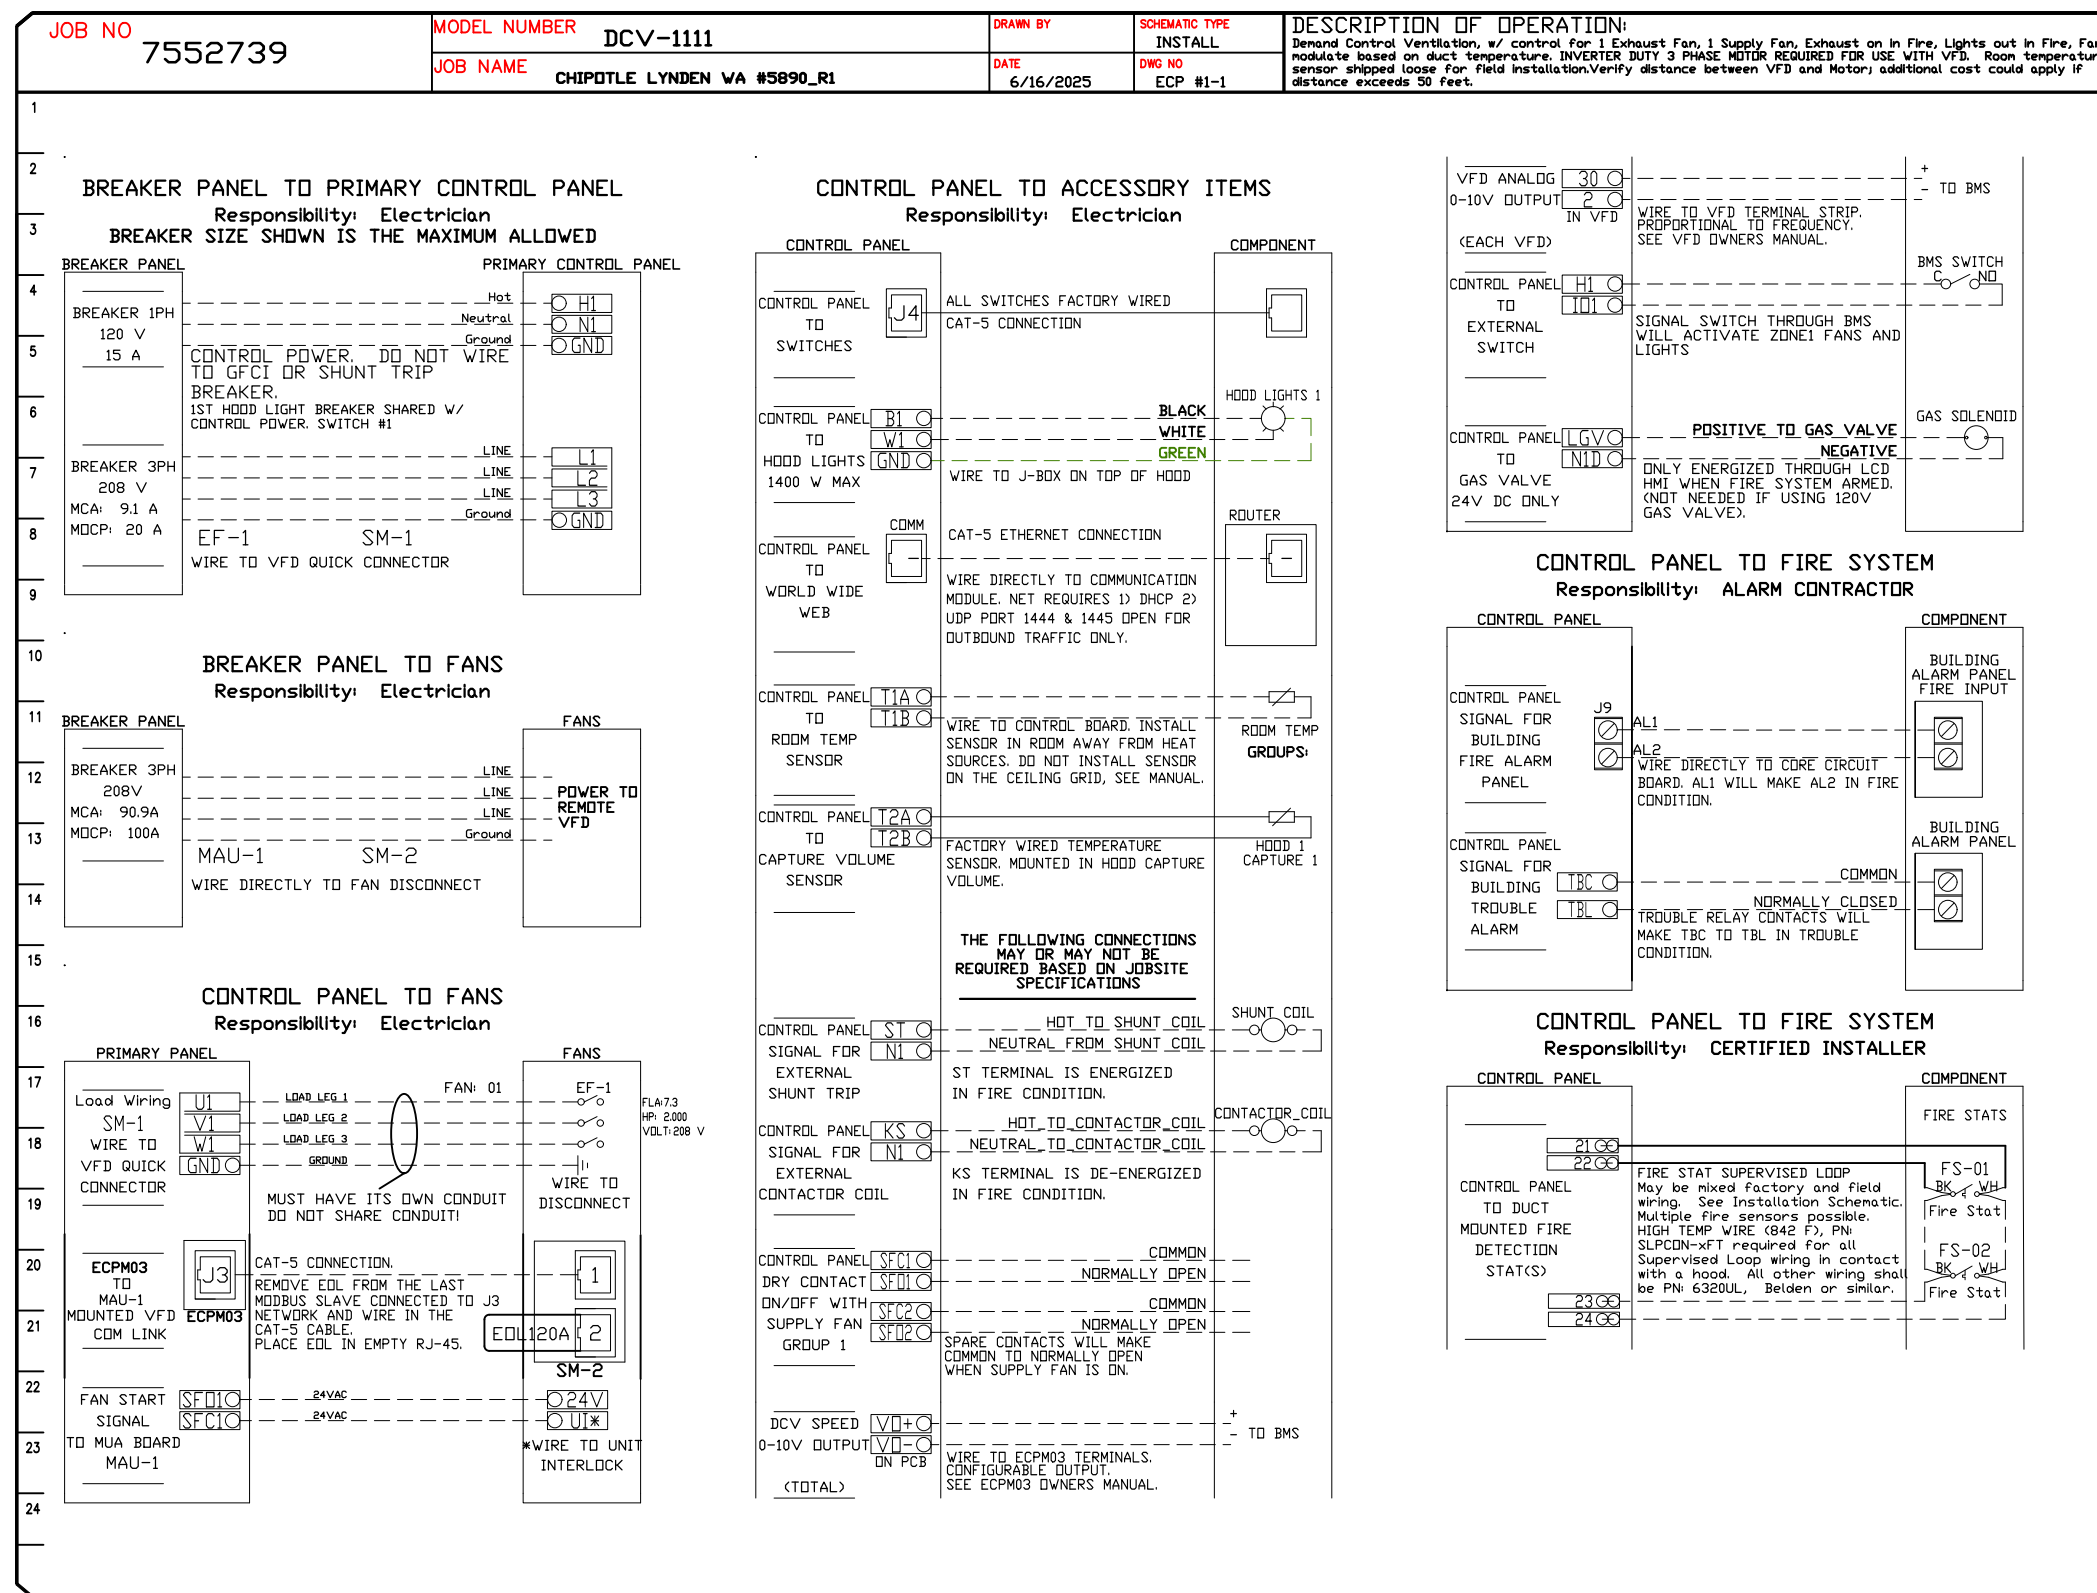 JOB NO
7552739
MODEL NUMBER
DCV-1111
JOB NAME
CHIPOTLE LYNDEN WA #5890_R1
DRAWN BY
SCHEMATIC TYPE
INSTALL
DATE
6/16/2025
DWG NO
ECP #1-1
DESCRIPTION OF OPERATION:
Demand Control Ventilation, w/ control for 1 Exhaust Fan, 1 Supply Fan, Exhaust on in Fire, Lights out in Fire,
modulate based on duct temperature. INVERTER DUTY 3 PHASE MOTOR REQUIRED FOR USE WITH VFD. Room
sensor shipped loose for field installation.Verify distance between VFD and Motor; additional cost could apply if
distance exceeds 50 feet.
1
2
3
4
5
6
7
8
9
10
11
12
13
14
15
16
17
18
19
20
21
22
23
24
BREAKER PANEL TO PRIMARY CONTROL PANEL
Responsibility: Electrician
BREAKER SIZE SHOWN IS THE MAXIMUM ALLOWED
BREAKER PANEL
PRIMARY CONTROL PANEL
BREAKER 1PH
120 V
15 A
Hot
H1
Neutral
N1
Ground
GND
CONTROL POWER. DO NOT WIRE
TO GFCI OR SHUNT TRIP
BREAKER.
1ST HOOD LIGHT BREAKER SHARED W/
CONTROL POWER. SWITCH #1
BREAKER 3PH
208 V
MCA: 9.1 A
MOCP: 20 A
LINE
L1
LINE
L2
LINE
L3
Ground
GND
EF-1
SM-1
WIRE TO VFD QUICK CONNECTOR
BREAKER PANEL TO FANS
Responsibility: Electrician
BREAKER PANEL
FANS
BREAKER 3PH
208V
MCA: 90.9A
MOCP: 100A
LINE
LINE
LINE
Ground
POWER TO
REMOTE
VFD
MAU-1
SM-2
WIRE DIRECTLY TO FAN DISCONNECT
CONTROL PANEL TO FANS
Responsibility: Electrician
PRIMARY PANEL
FANS
Load Wiring
SM-1
WIRE TO
VFD QUICK
CONNECTOR
U1
V1
W1
GND
LOAD LEG 1
LOAD LEG 2
LOAD LEG 3
GROUND
FAN: 01
EF-1
FLA:7.3
HP: 2.000
VOLT:208 V
WIRE TO
DISCONNECT
MUST HAVE ITS OWN CONDUIT
DO NOT SHARE CONDUIT!
ECPM03
TO
MAU-1
MOUNTED VFD
COM LINK
J3
ECPM03
CAT-5 CONNECTION.
REMOVE EOL FROM THE LAST
MODBUS SLAVE CONNECTED TO J3
NETWORK AND WIRE IN THE
CAT-5 CABLE.
PLACE EOL IN EMPTY RJ-45.
1
EOL120A
2
SM-2
FAN START
SIGNAL
TO MUA BOARD
MAU-1
SFO1
SFC1
24VAC
24VAC
24V
UI*
*WIRE TO UNIT
INTERLOCK
CONTROL PANEL TO ACCESSORY ITEMS
Responsibility: Electrician
CONTROL PANEL
COMPONENT
CONTROL PANEL
TO
SWITCHES
J4
ALL SWITCHES FACTORY WIRED
CAT-5 CONNECTION
CONTROL PANEL
TO
HOOD LIGHTS
1400 W MAX
B1
W1
GND
BLACK
WHITE
GREEN
HOOD LIGHTS 1
WIRE TO J-BOX ON TOP OF HOOD
CONTROL PANEL
TO
WORLD WIDE
WEB
COMM
CAT-5 ETHERNET CONNECTION
ROUTER
WIRE DIRECTLY TO COMMUNICATION
MODULE. NET REQUIRES 1) DHCP 2)
UDP PORT 1444 & 1445 OPEN FOR
OUTBOUND TRAFFIC ONLY.
CONTROL PANEL
TO
ROOM TEMP
SENSOR
T1A
T1B
WIRE TO CONTROL BOARD. INSTALL
SENSOR IN ROOM AWAY FROM HEAT
SOURCES. DO NOT INSTALL SENSOR
ON THE CEILING GRID, SEE MANUAL.
ROOM TEMP
GROUPS:
CONTROL PANEL
TO
CAPTURE VOLUME
SENSOR
T2A
T2B
FACTORY WIRED TEMPERATURE
SENSOR. MOUNTED IN HOOD CAPTURE
VOLUME.
HOOD 1
CAPTURE 1
THE FOLLOWING CONNECTIONS
MAY OR MAY NOT BE
REQUIRED BASED ON JOBSITE
SPECIFICATIONS
CONTROL PANEL
SIGNAL FOR
EXTERNAL
SHUNT TRIP
ST
N1
HOT TO SHUNT COIL
NEUTRAL FROM SHUNT COIL
SHUNT COIL
ST TERMINAL IS ENERGIZED
IN FIRE CONDITION.
CONTROL PANEL
SIGNAL FOR
EXTERNAL
CONTACTOR COIL
KS
N1
HOT_TO_CONTACTOR_COIL
NEUTRAL_TO_CONTACTOR_COIL
CONTACTOR_COIL
KS TERMINAL IS DE-ENERGIZED
IN FIRE CONDITION.
CONTROL PANEL
DRY CONTACT
ON/OFF WITH
SUPPLY FAN
GROUP 1
SFC1
SFO1
SFC2
SFO2
COMMON
NORMALLY OPEN
COMMON
NORMALLY OPEN
SPARE CONTACTS WILL MAKE
COMMON TO NORMALLY OPEN
WHEN SUPPLY FAN IS ON.
DCV SPEED
0-10V OUTPUT
(TOTAL)
VO+
VO-
ON PCB
+
- TO BMS
WIRE TO ECPM03 TERMINALS.
CONFIGURABLE OUTPUT.
SEE ECPM03 OWNERS MANUAL.
VFD ANALOG
0-10V OUTPUT
(EACH VFD)
30
2
IN VFD
+
- TO BMS
WIRE TO VFD TERMINAL STRIP.
PROPORTIONAL TO FREQUENCY.
SEE VFD OWNERS MANUAL.
CONTROL PANEL
TO
EXTERNAL
SWITCH
H1
IO1
BMS SWITCH
C
NO
SIGNAL SWITCH THROUGH BMS
WILL ACTIVATE ZONE1 FANS AND
LIGHTS
CONTROL PANEL
TO
GAS VALVE
24V DC ONLY
LGV
N1D
POSITIVE TO GAS VALVE
NEGATIVE
GAS SOLENOID
ONLY ENERGIZED THROUGH LCD
HMI WHEN FIRE SYSTEM ARMED.
(NOT NEEDED IF USING 120V
GAS VALVE).
CONTROL PANEL TO FIRE SYSTEM
Responsibility: ALARM CONTRACTOR
CONTROL PANEL
COMPONENT
CONTROL PANEL
SIGNAL FOR
BUILDING
FIRE ALARM
PANEL
J9
AL1
AL2
BUILDING
ALARM PANEL
FIRE INPUT
WIRE DIRECTLY TO CORE CIRCUIT
BOARD. AL1 WILL MAKE AL2 IN FIRE
CONDITION.
CONTROL PANEL
SIGNAL FOR
BUILDING
TROUBLE
ALARM
TBC
TBL
COMMON
NORMALLY CLOSED
BUILDING
ALARM PANEL
TROUBLE RELAY CONTACTS WILL
MAKE TBC TO TBL IN TROUBLE
CONDITION.
CONTROL PANEL TO FIRE SYSTEM
Responsibility: CERTIFIED INSTALLER
CONTROL PANEL
COMPONENT
CONTROL PANEL
TO DUCT
MOUNTED FIRE
DETECTION
STAT(S)
21
22
23
24
FIRE STAT SUPERVISED LOOP
May be mixed factory and field
wiring. See Installation Schematic.
Multiple fire sensors possible.
HIGH TEMP WIRE (842 F), PN:
SLPCON-xFT required for all
Supervised Loop wiring in contact
with a hood. All other wiring shall
be PN: 6320UL, Belden or similar.
FIRE STATS
FS-01
BK
WH
Fire Stat
FS-02
BK
WH
Fire Stat